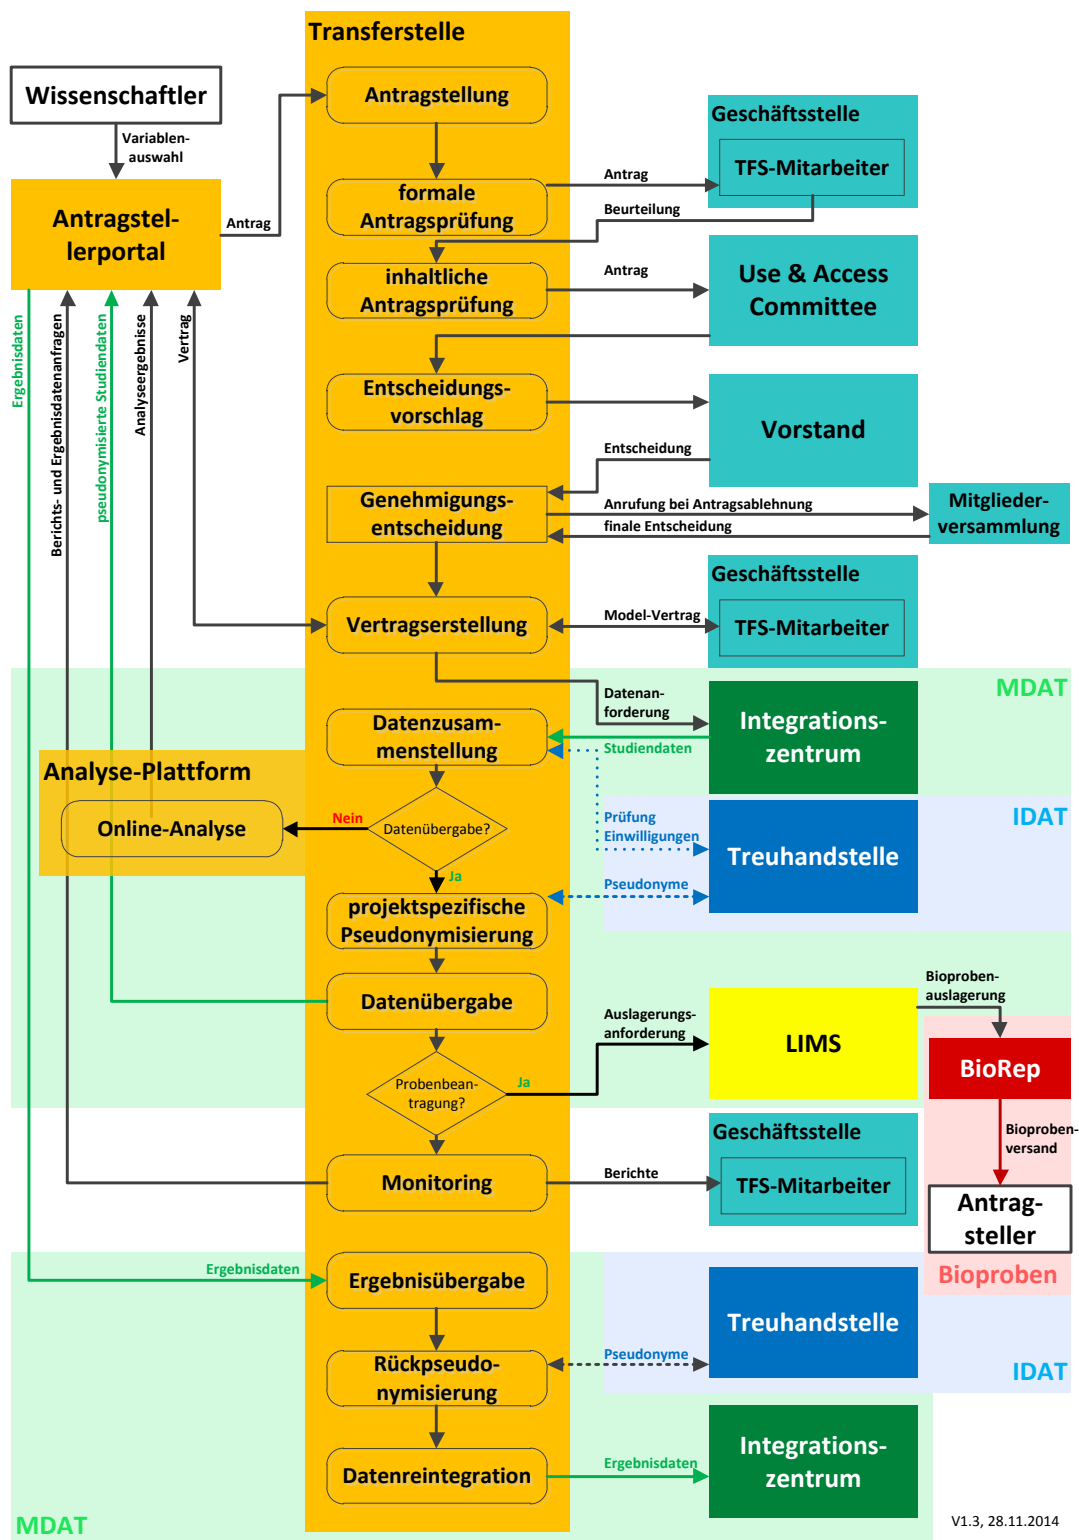 Transferstelle
Wissenschaftler
Antragstellung
Variablen-
auswahl
Geschäftsstelle
TFS-Mitarbeiter
Antrag
formale
Antragsprüfung
Beurteilung
Antragstel-
lerportal
Antrag
inhaltliche
Antragsprüfung
Antrag
Use & Access
Committee
Ergebnisdaten
Berichts- und Ergebnisdatenanfragen
pseudonymisierte Studiendaten
Analyseergebnisse
Vertrag
Entscheidungs-
vorschlag
Vorstand
Entscheidung
Genehmigungs-
entscheidung
Anrufung bei Antragsablehnung
finale Entscheidung
Mitglieder-
versammlung
Geschäftsstelle
Vertragserstellung
Model-Vertrag
TFS-Mitarbeiter
MDAT
Datenan-
forderung
Integrations-
zentrum
Datenzusam-
menstellung
Studiendaten
Analyse-Plattform
Online-Analyse
Nein
Datenübergabe?
Prüfung
Einwilligungen
IDAT
Treuhandstelle
Ja
Pseudonyme
projektspezifische
Pseudonymisierung
Datenübergabe
Bioproben-
auslagerung
Auslagerungs-
anforderung
LIMS
BioRep
Probenbean-
tragung?
Ja
Geschäftsstelle
Bioproben-
versand
Monitoring
Berichte
TFS-Mitarbeiter
Antrag-
steller
Bioproben
Ergebnisdaten
Ergebnisübergabe
Treuhandstelle
Rückpseudo-
nymisierung
Pseudonyme
IDAT
Integrations-
zentrum
Datenreintegration
Ergebnisdaten
MDAT
V1.3, 28.11.2014